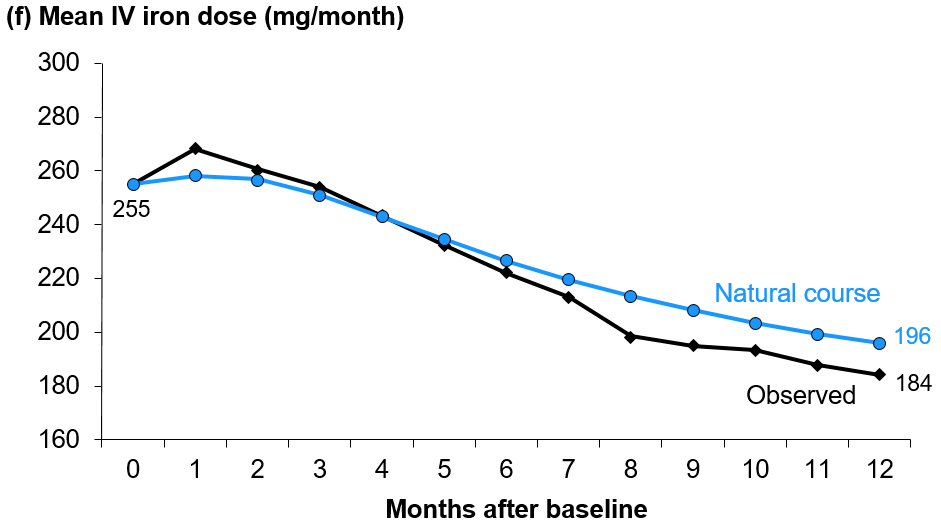 (f) Mean IV iron dose (mg/month)
300
280
260
240
220
200
180
160
255
Natural course
196
184
Observed
0 1 2 3 4 5 6 7 8 9 10 11 12
Months after baseline